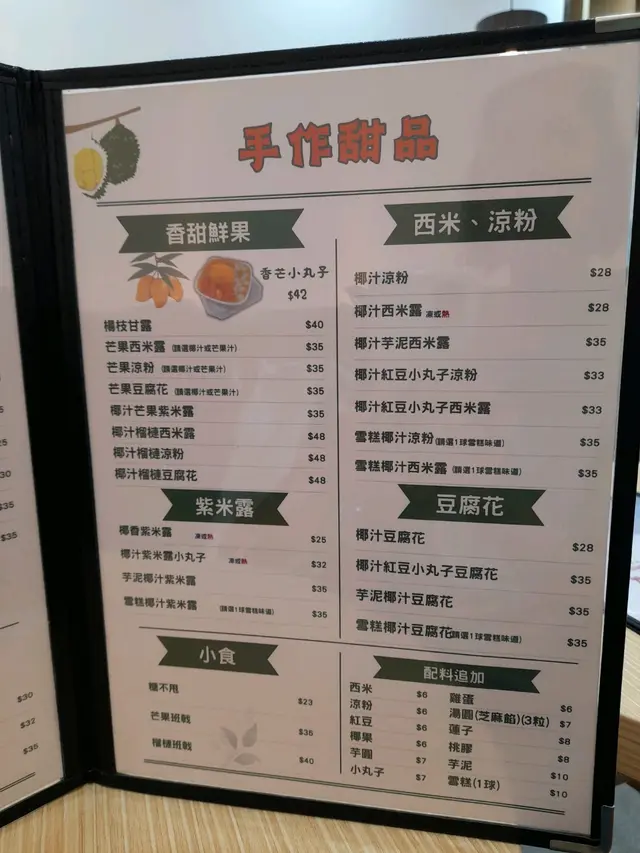 手作甜品
香甜鮮果
香芒小丸子
$42
楊枝甘露 $40
芒果西米露 (請選椰汁或芒果汁) $35
芒果涼粉 (請選椰汁或芒果汁) $35
芒果豆腐花 (請選椰汁或芒果汁) $35
椰汁芒果紫米露 $35
椰汁榴槤西米露 $48
椰汁榴槤涼粉 $48
椰汁榴槤豆腐花 $48
紫米露
椰香紫米露 凍或熱 $25
椰汁紫米露小丸子 凍或熱 $32
芋泥椰汁紫米露 $35
雪糕椰汁紫米露 (請選1球雪糕味道) $35
小食
糖不甩 $23
芒果班戟 $35
榴槤班戟 $40
西米、涼粉
椰汁涼粉 $28
椰汁西米露 凍或熱 $28
椰汁芋泥西米露 $35
椰汁紅豆小丸子涼粉 $33
椰汁紅豆小丸子西米露 $33
雪糕椰汁涼粉(請選1球雪糕味道) $35
雪糕椰汁西米露 (請選1球雪糕味道) $35
豆腐花
椰汁豆腐花 $28
椰汁紅豆小丸子豆腐花 $35
芋泥椰汁豆腐花 $35
雪糕椰汁豆腐花(請選1球雪糕味道) $35
配料追加
西米 $6
涼粉 $6
紅豆 $6
椰果 $6
芋圓 $7
小丸子 $7
雞蛋 $6
湯圓(芝麻餡)(3粒) $7
蓮子 $8
桃膠 $8
芋泥 $10
雪糕(1球) $10
$35
$35
$30
$32
$35